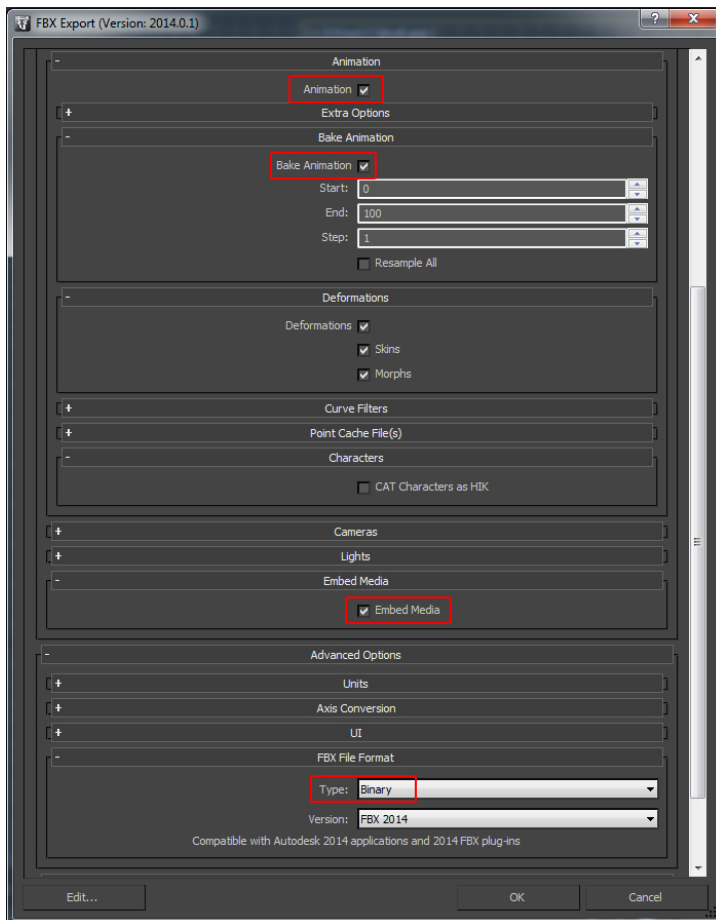 FBX Export (Version: 2014.0.1)
Animation
Animation
Extra Options
Bake Animation
Bake Animation
Start: 0
End: 100
Step: 1
Resample All
Deformations
Deformations
Skins
Morphs
Curve Filters
Point Cache File(s)
Characters
CAT Characters as HIK
Cameras
Lights
Embed Media
Embed Media
Advanced Options
Units
Axis Conversion
UI
FBX File Format
Type: Binary
Version: FBX 2014
Compatible with Autodesk 2014 applications and 2014 FBX plug-ins
Edit... OK Cancel